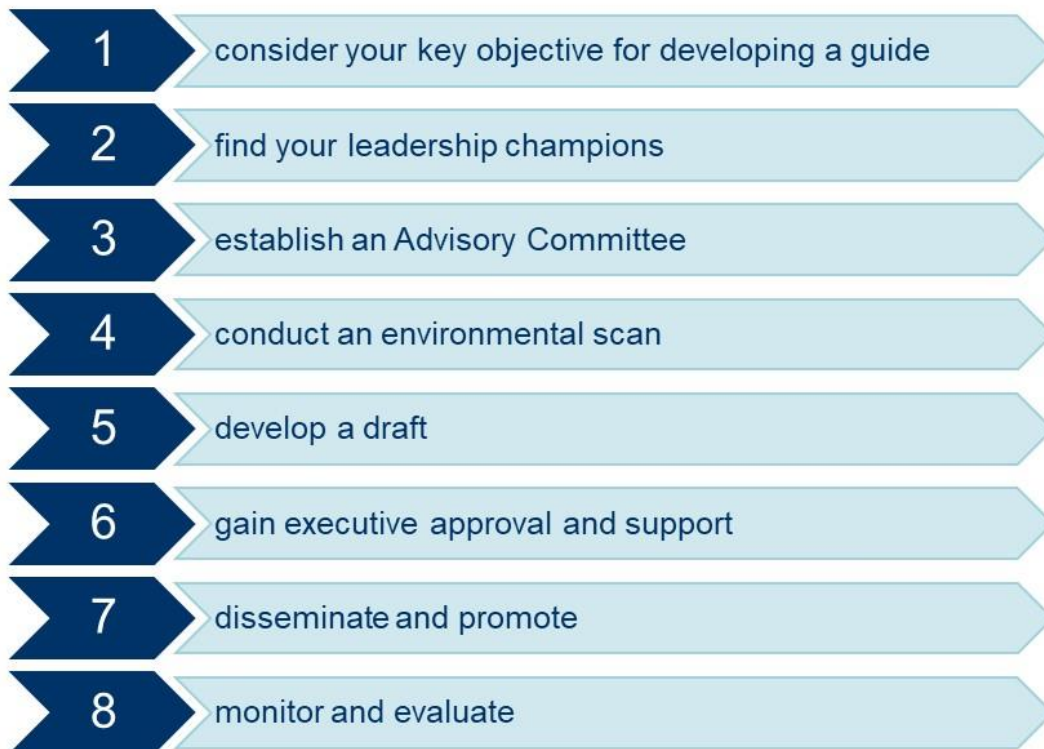 1 consider your key objective for developing a guide
2 find your leadership champions
3 establish an Advisory Committee
4 conduct an environmental scan
5 develop a draft
6 gain executive approval and support
7 disseminate and promote
8 monitor and evaluate